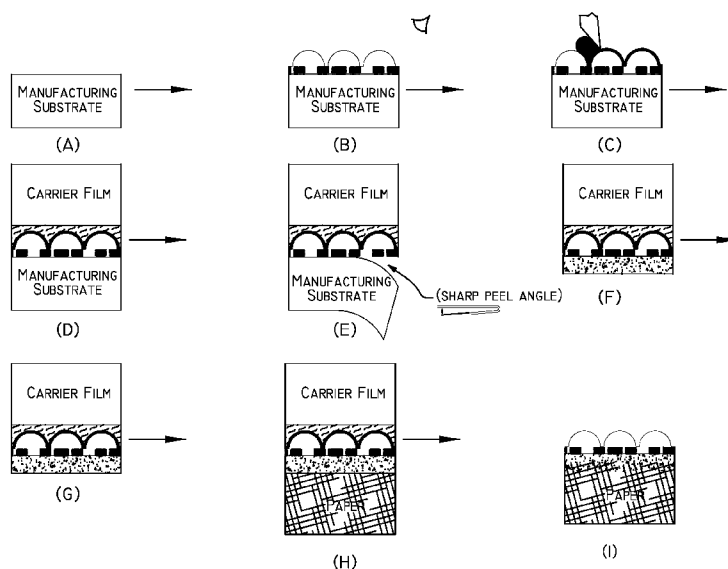 MANUFACTURING
SUBSTRATE
(A)
MANUFACTURING
SUBSTRATE
(B)
MANUFACTURING
SUBSTRATE
(C)
CARRIER FILM
MANUFACTURING
SUBSTRATE
(D)
CARRIER FILM
MANUFACTURING
SUBSTRATE
(SHARP PEEL ANGLE)
(E)
CARRIER FILM
(F)
CARRIER FILM
(G)
CARRIER FILM
PAPER
(H)
PAPER
(I)